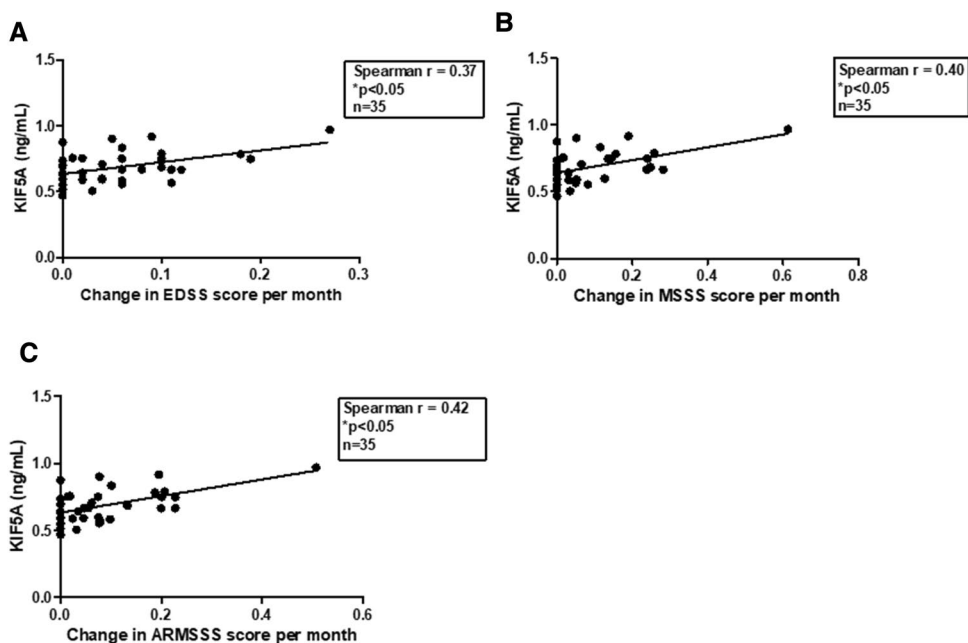 A
KIF5A (ng/mL)
1.5
1.0
0.5
0.0
0.0 0.1 0.2 0.3
Change in EDSS score per month
Spearman r = 0.37
*p<0.05
n=35
B
KIF5A (ng/mL)
1.5
1.0
0.5
0.0
0.0 0.2 0.4 0.6 0.8
Change in MSSS score per month
Spearman r = 0.40
*p<0.05
n=35
C
KIF5A (ng/mL)
1.5
1.0
0.5
0.0
0.0 0.2 0.4 0.6
Change in ARMSSS score per month
Spearman r = 0.42
*p<0.05
n=35